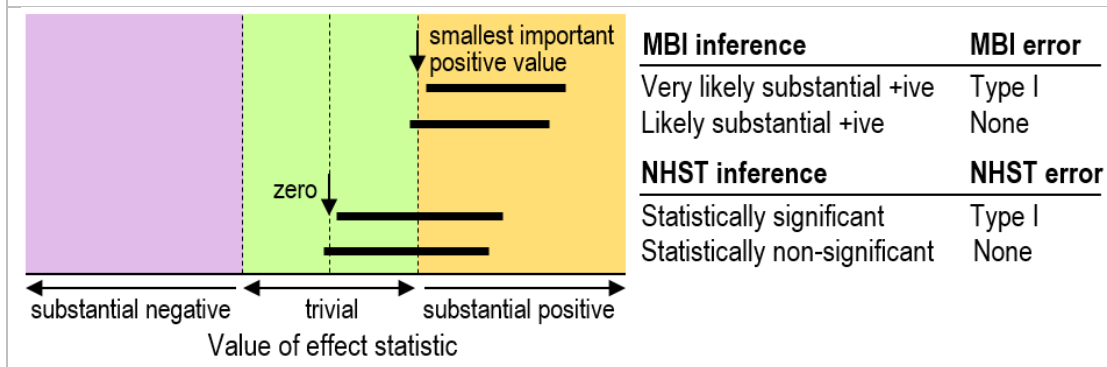 smallest important
positive value
zero
substantial negative
trivial
substantial positive
Value of effect statistic
MBI inference MBI error
Very likely substantial +ive Type I
Likely substantial +ive None
NHST inference NHST error
Statistically significant Type I
Statistically non-significant None